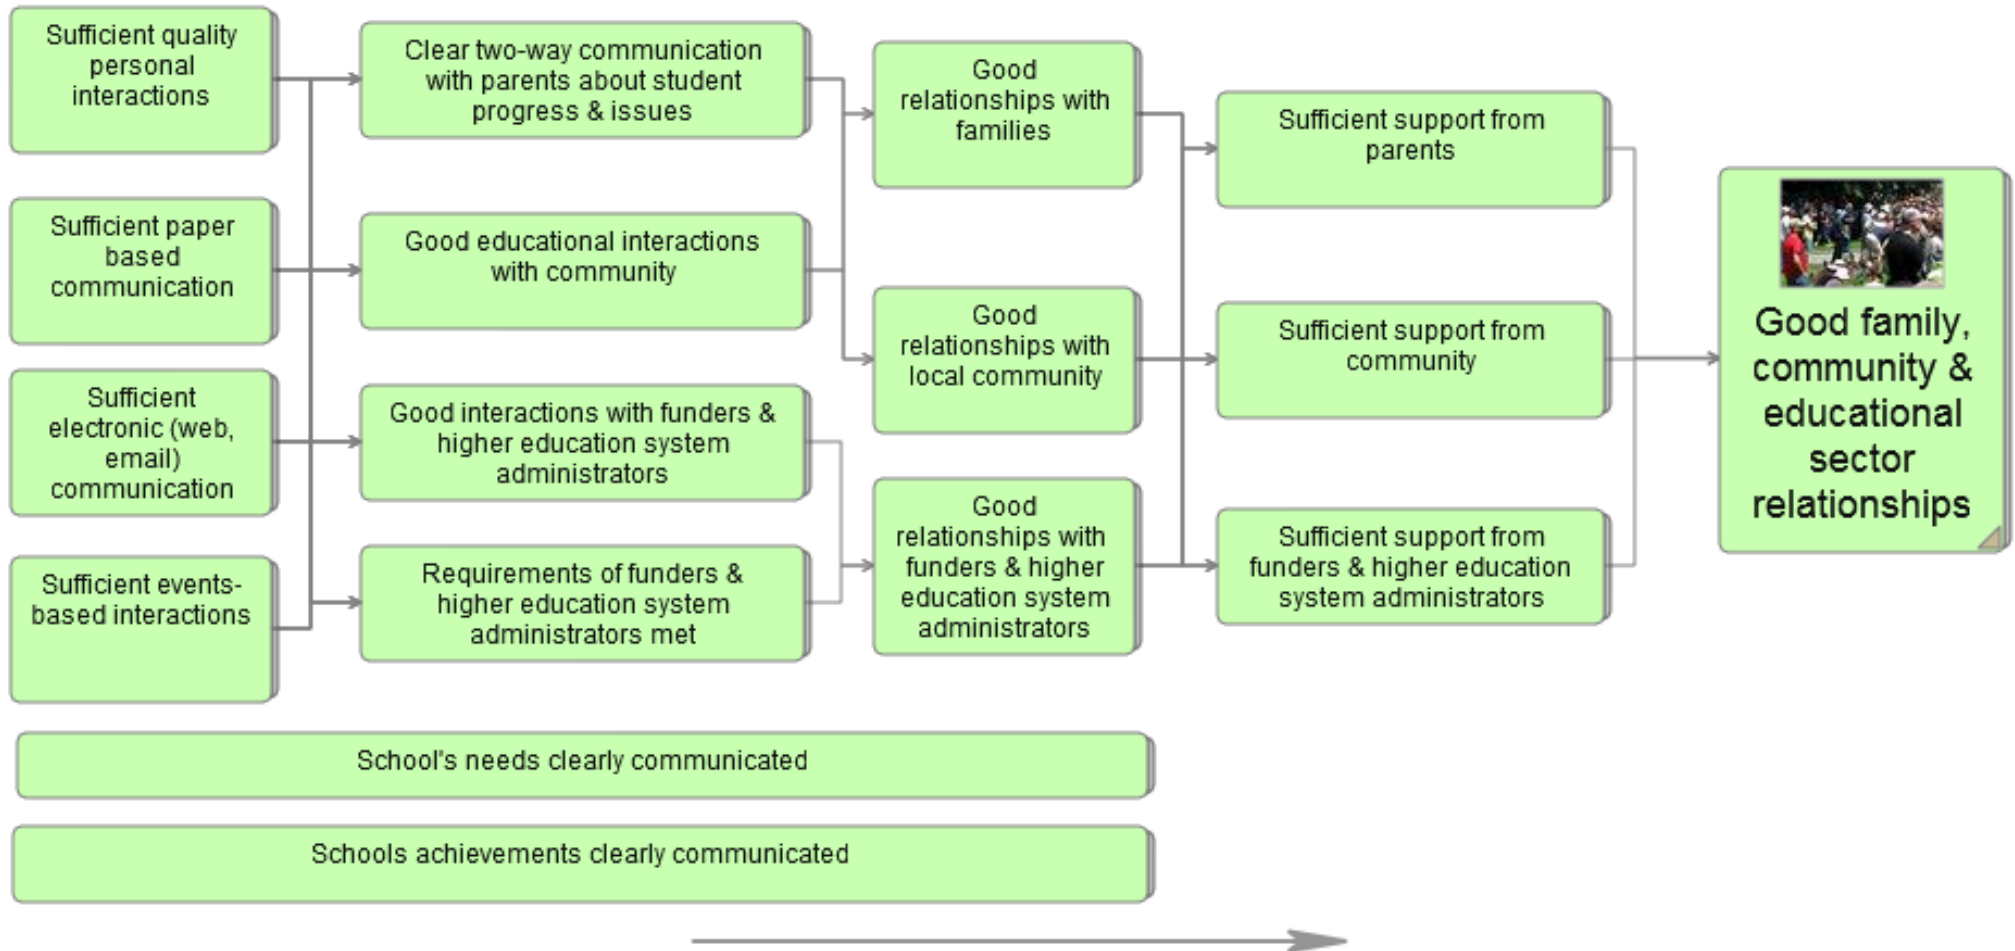 Sufficient quality
personal
interactions
Sufficient paper
based
communication
Sufficient
electronic (web,
email)
communication
Sufficient events-
based interactions
Clear two-way communication
with parents about student
progress & issues
Good educational interactions
with community
Good interactions with funders &
higher education system
administrators
Requirements of funders &
higher education system
administrators met
Good
relationships with
families
Good
relationships with
local community
Good
relationships with
funders & higher
education system
administrators
Sufficient support from
parents
Sufficient support from
community
Sufficient support from
funders & higher education
system administrators
Good family,
community &
educational
sector
relationships
School's needs clearly communicated
Schools achievements clearly communicated